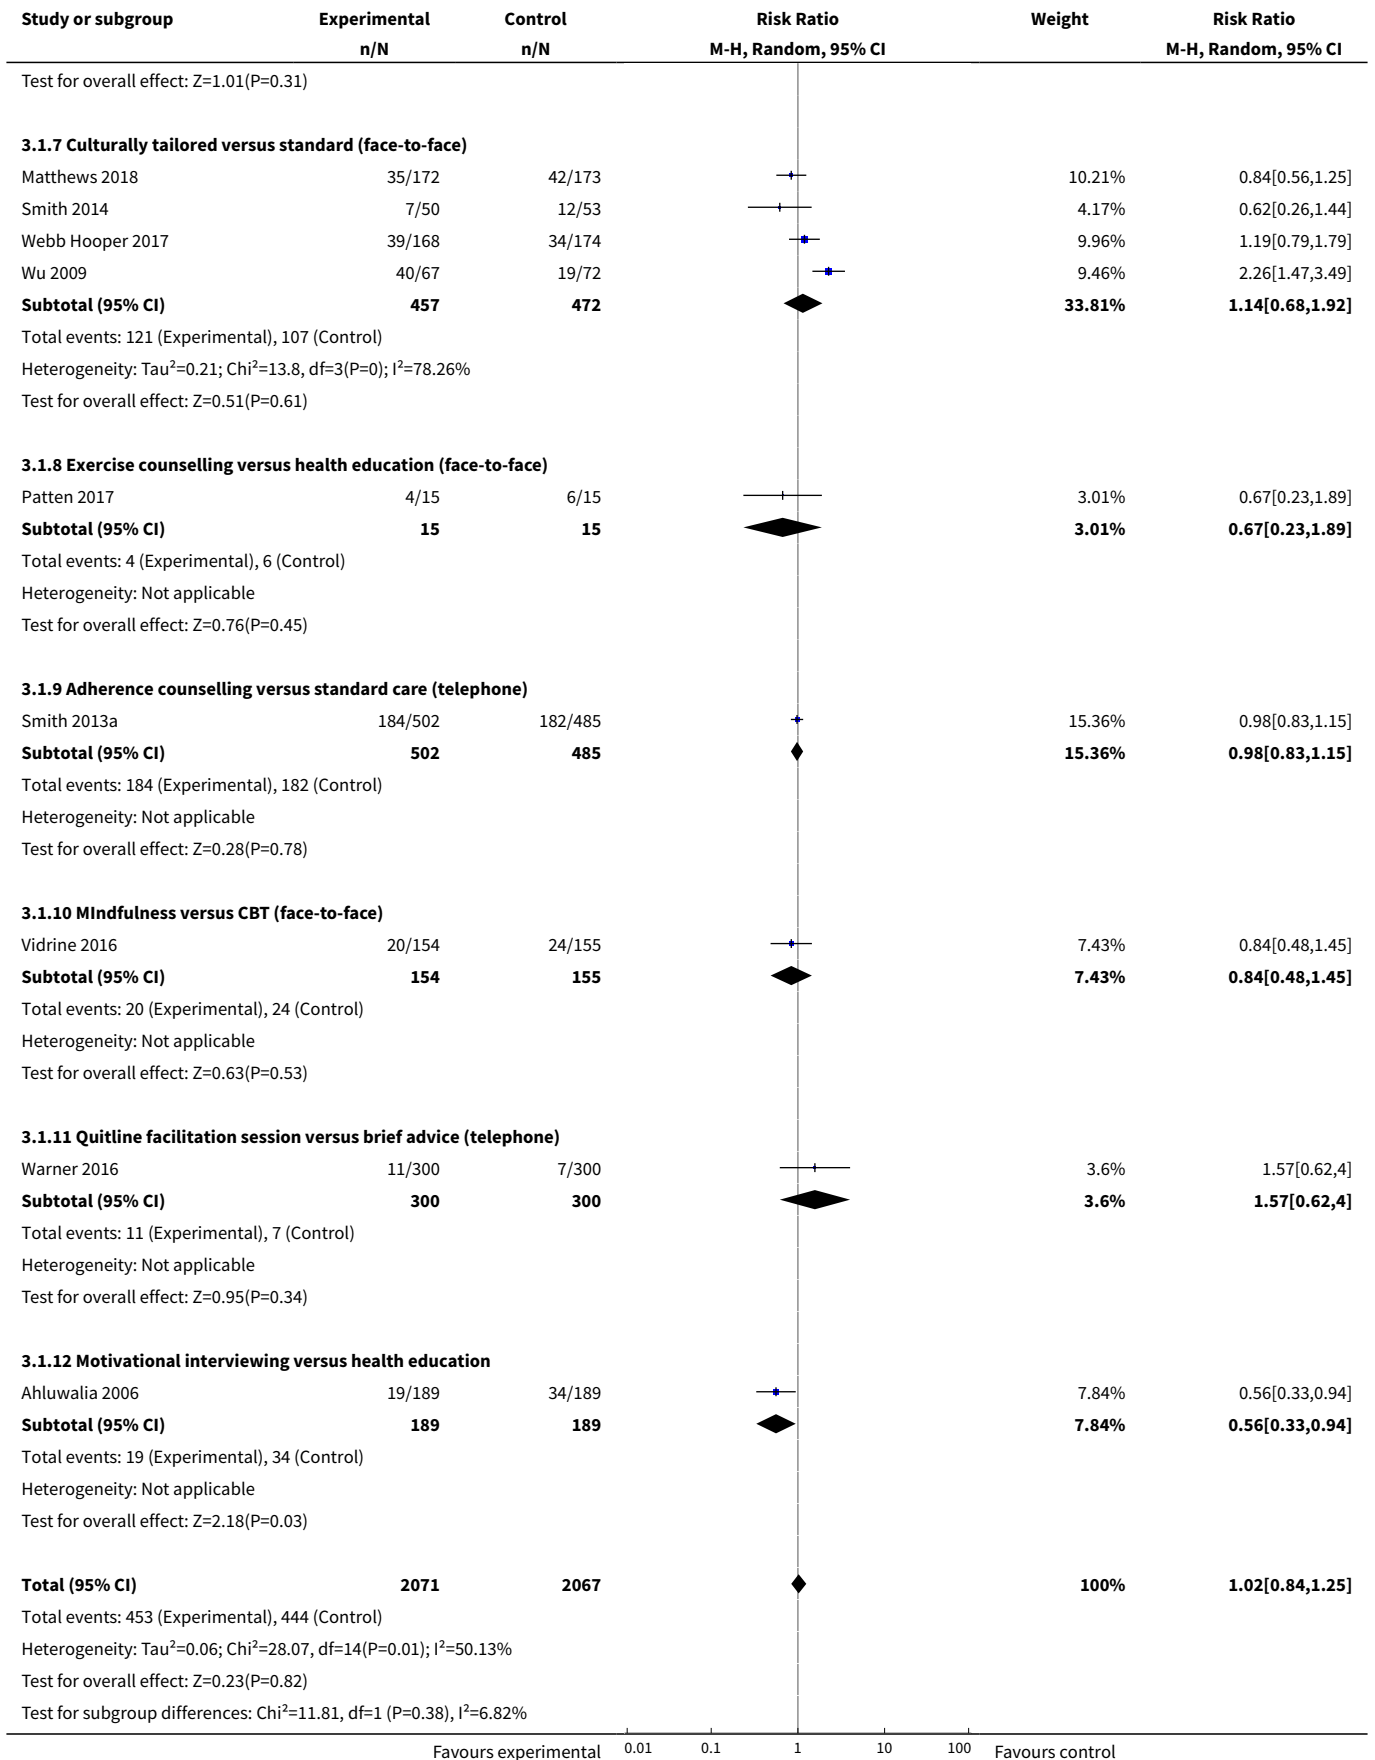 Study or subgroup Experimental Control Risk Ratio Weight Risk Ratio
n/N n/N M-H, Random, 95% CI M-H, Random, 95% CI
Test for overall effect: Z=1.01(P=0.31)
3.1.7 Culturally tailored versus standard (face-to-face)
Matthews 2018 35/172 42/173 10.21% 0.84[0.56,1.25]
Smith 2014 7/50 12/53 4.17% 0.62[0.26,1.44]
Webb Hooper 2017 39/168 34/174 9.96% 1.19[0.79,1.79]
Wu 2009 40/67 19/72 9.46% 2.26[1.47,3.49]
Subtotal (95% CI) 457 472 33.81% 1.14[0.68,1.92]
Total events: 121 (Experimental), 107 (Control)
Heterogeneity: Tau²=0.21; Chi²=13.8, df=3(P=0); I²=78.26%
Test for overall effect: Z=0.51(P=0.61)
3.1.8 Exercise counselling versus health education (face-to-face)
Patten 2017 4/15 6/15 3.01% 0.67[0.23,1.89]
Subtotal (95% CI) 15 15 3.01% 0.67[0.23,1.89]
Total events: 4 (Experimental), 6 (Control)
Heterogeneity: Not applicable
Test for overall effect: Z=0.76(P=0.45)
3.1.9 Adherence counselling versus standard care (telephone)
Smith 2013a 184/502 182/485 15.36% 0.98[0.83,1.15]
Subtotal (95% CI) 502 485 15.36% 0.98[0.83,1.15]
Total events: 184 (Experimental), 182 (Control)
Heterogeneity: Not applicable
Test for overall effect: Z=0.28(P=0.78)
3.1.10 MIndfulness versus CBT (face-to-face)
Vidrine 2016 20/154 24/155 7.43% 0.84[0.48,1.45]
Subtotal (95% CI) 154 155 7.43% 0.84[0.48,1.45]
Total events: 20 (Experimental), 24 (Control)
Heterogeneity: Not applicable
Test for overall effect: Z=0.63(P=0.53)
3.1.11 Quitline facilitation session versus brief advice (telephone)
Warner 2016 11/300 7/300 3.6% 1.57[0.62,4]
Subtotal (95% CI) 300 300 3.6% 1.57[0.62,4]
Total events: 11 (Experimental), 7 (Control)
Heterogeneity: Not applicable
Test for overall effect: Z=0.95(P=0.34)
3.1.12 Motivational interviewing versus health education
Ahluwalia 2006 19/189 34/189 7.84% 0.56[0.33,0.94]
Subtotal (95% CI) 189 189 7.84% 0.56[0.33,0.94]
Total events: 19 (Experimental), 34 (Control)
Heterogeneity: Not applicable
Test for overall effect: Z=2.18(P=0.03)
Total (95% CI) 2071 2067 100% 1.02[0.84,1.25]
Total events: 453 (Experimental), 444 (Control)
Heterogeneity: Tau²=0.06; Chi²=28.07, df=14(P=0.01); I²=50.13%
Test for overall effect: Z=0.23(P=0.82)
Test for subgroup differences: Chi²=11.81, df=1 (P=0.38), I²=6.82%
Favours experimental 0.01 0.1 1 10 100 Favours control